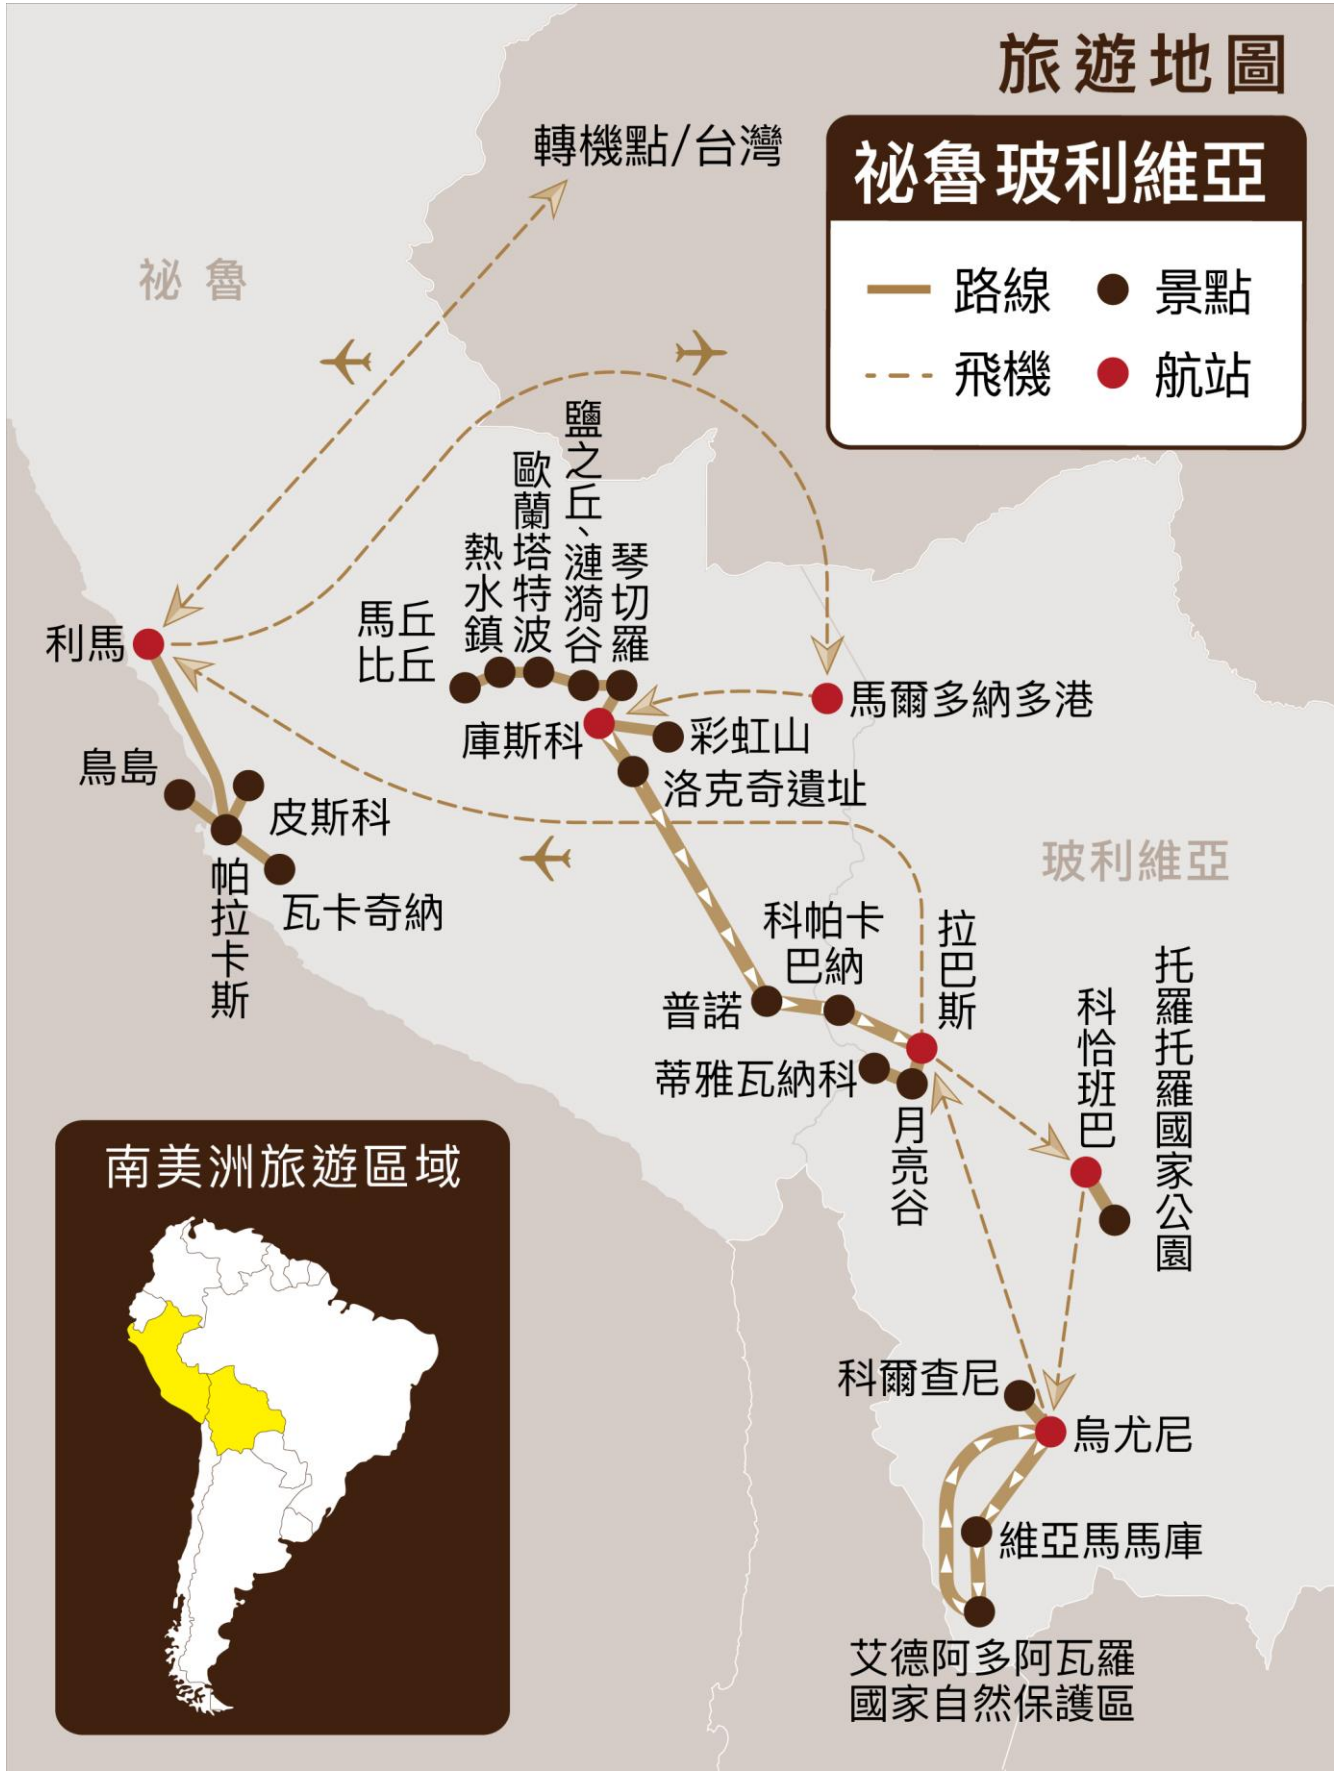 旅遊地圖
祕魯玻利維亞
路線
景點
飛機
航站
轉機點/台灣
祕魯
鹽之丘、漣漪谷
歐蘭塔特波
熱水鎮
琴切羅
馬丘
比丘
利馬
庫斯科
彩虹山
馬爾多納多港
洛克奇遺址
鳥島
皮斯科
帕拉卡斯
瓦卡奇納
玻利維亞
科帕卡
巴納
拉巴斯
普諾
蒂雅瓦納科
月亮谷
科恰班巴
托羅托羅國家公園
南美洲旅遊區域
科爾查尼
烏尤尼
維亞馬馬庫
艾德阿多阿瓦羅
國家自然保護區